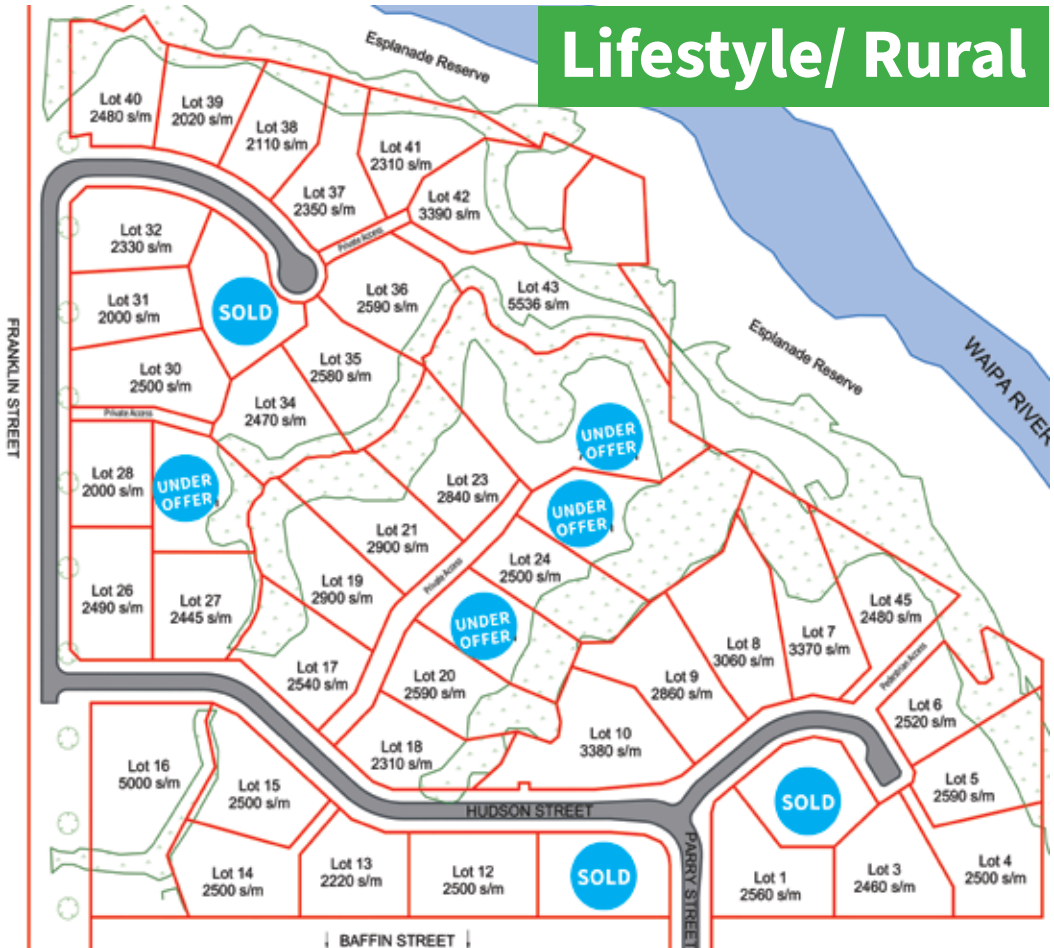 Lifestyle/ Rural
Esplanade Reserve
Lot 40
2480 s/m
Lot 39
2020 s/m
Lot 38
2110 s/m
Lot 41
2310 s/m
Lot 37
2350 s/m
Lot 42
3390 s/m
Private Access
Lot 32
2330 s/m
Lot 31
2000 s/m
SOLD
Lot 36
2590 s/m
Lot 43
5536 s/m
Esplanade Reserve
WAIPA RIVER
FRANKLIN STREET
Lot 30
2500 s/m
Lot 35
2580 s/m
Private Access
Lot 34
2470 s/m
UNDER
OFFER
Lot 28
2000 s/m
UNDER
OFFER
Lot 23
2840 s/m
UNDER
OFFER
Lot 21
2900 s/m
Lot 24
2500 s/m
Private Access
Lot 26
2490 s/m
Lot 27
2445 s/m
Lot 19
2900 s/m
UNDER
OFFER
Lot 45
2480 s/m
Lot 8
3060 s/m
Lot 7
3370 s/m
Pedestrian Access
Lot 17
2540 s/m
Lot 20
2590 s/m
Lot 9
2860 s/m
Lot 6
2520 s/m
Lot 18
2310 s/m
Lot 10
3380 s/m
Lot 16
5000 s/m
Lot 15
2500 s/m
Lot 5
2590 s/m
SOLD
HUDSON STREET
PARRY STREET
Lot 14
2500 s/m
Lot 13
2220 s/m
Lot 12
2500 s/m
SOLD
Lot 1
2560 s/m
Lot 3
2460 s/m
Lot 4
2500 s/m
BAFFIN STREET